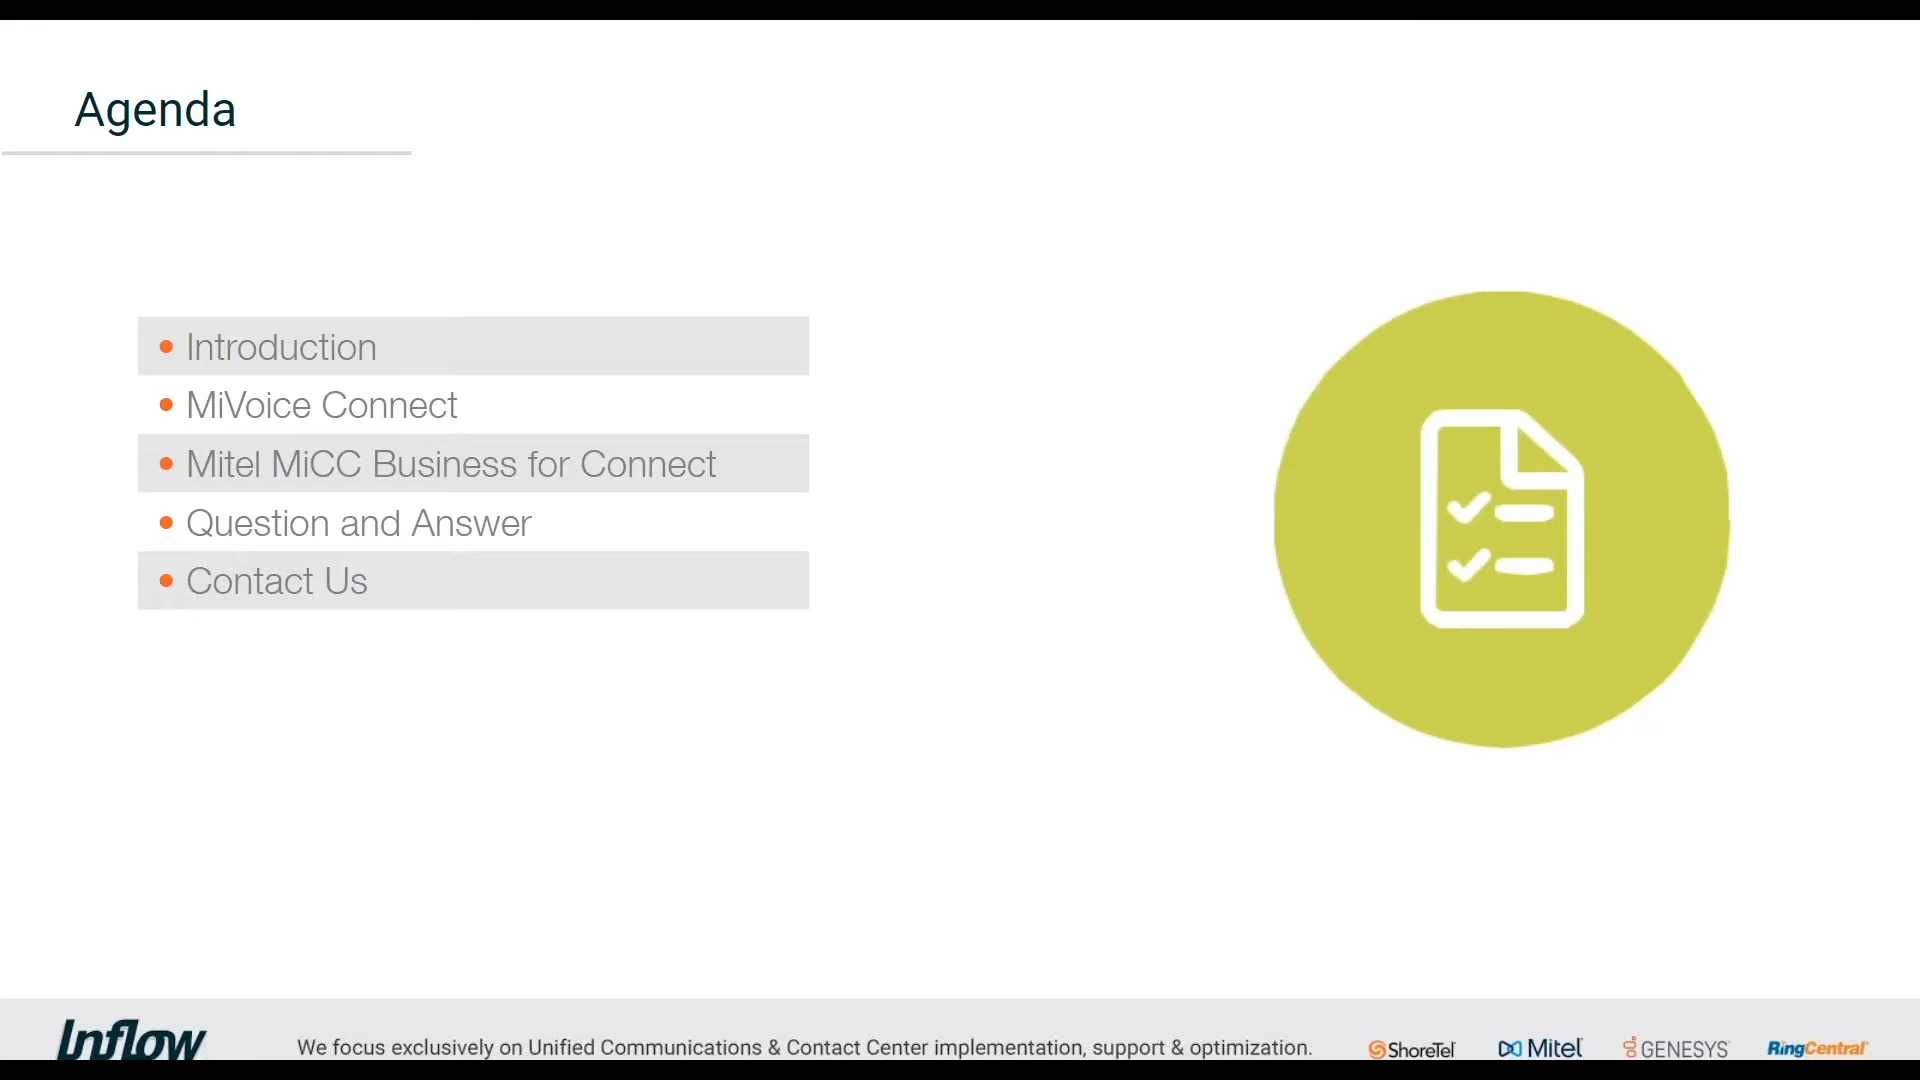 Agenda
• Introduction
• MiVoice Connect
• Mitel MiCC Business for Connect
• Question and Answer
• Contact Us
Inflow We focus exclusively on Unified Communications & Contact Center implementation, support & optimization. ShoreTel Mitel GENESYS RingCentral